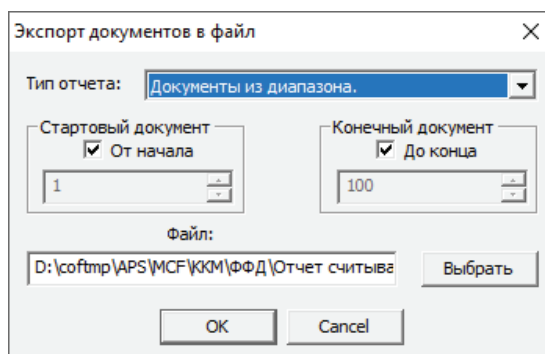 Экспорт документов в файл
Тип отчета: Документы из диапазона.
Стартовый документ Конечный документ
От начала До конца
1 100
Файл:
D:\coftmp\APS\MCF\ККМ\ФФД\Отчет считыва Выбрать
OK Cancel